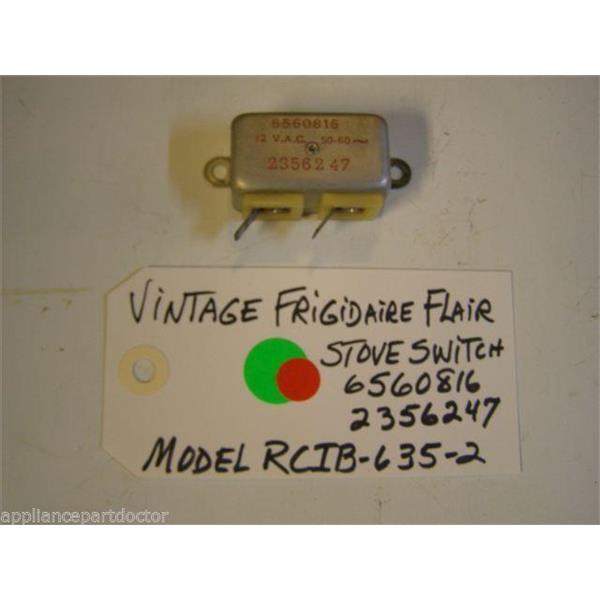 6560816
12 V.A.C. 50-60~
2356247
VINTAGE FRIGIDAIRE FLAIR
STOVE SWITCH
6560816
2356247
MODEL RCIB-635-2
appliancepartdoctor